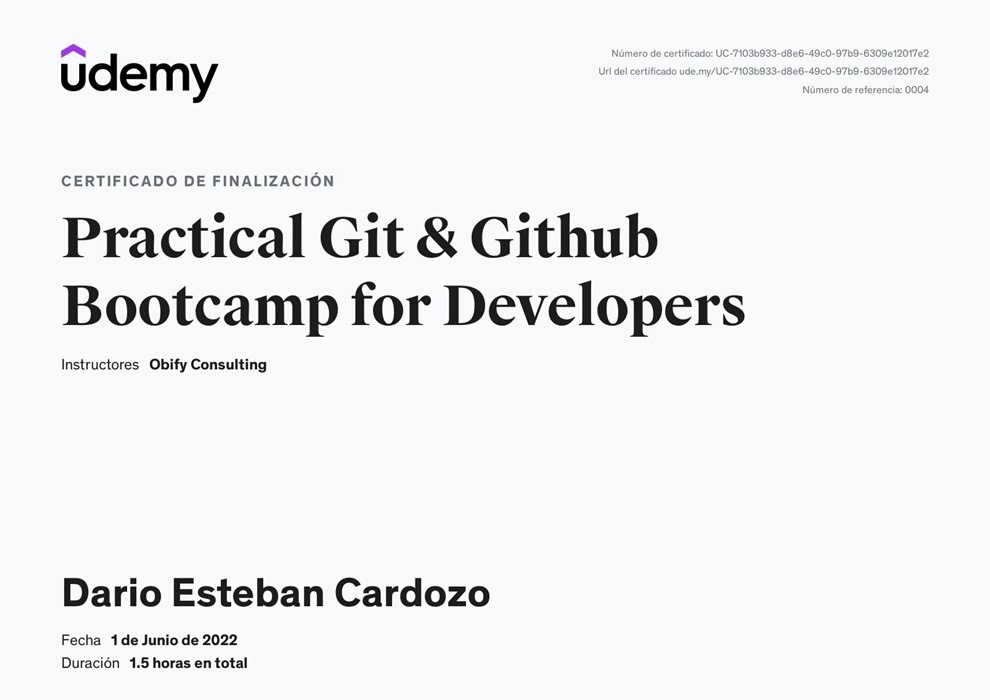 udemy
Número de certificado: UC-7103b933-d8e6-49c0-97b9-6309e12017e2
Url del certificado ude.my/UC-7103b933-d8e6-49c0-97b9-6309e12017e2
Número de referencia: 0004
CERTIFICADO DE FINALIZACIÓN
Practical Git & Github
Bootcamp for Developers
Instructores Obify Consulting
Dario Esteban Cardozo
Fecha 1 de Junio de 2022
Duración 1.5 horas en total